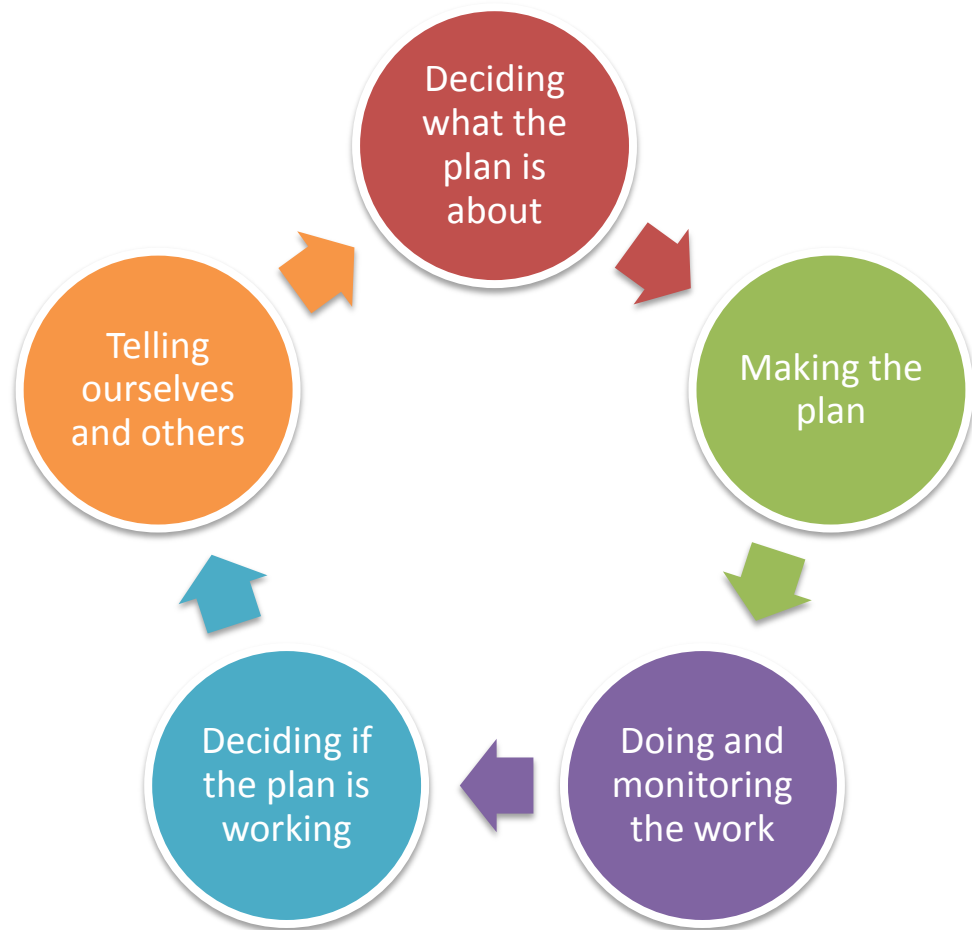 Deciding
what the
plan is
about
Making the
plan
Doing and
monitoring
the work
Deciding if
the plan is
working
Telling
ourselves
and others